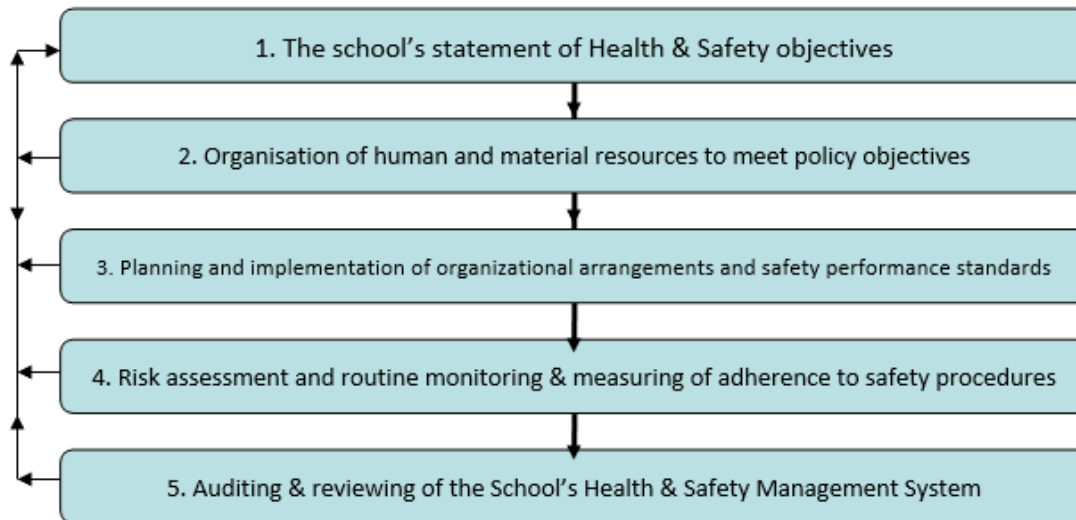 1. The school’s statement of Health & Safety objectives
2. Organisation of human and material resources to meet policy objectives
3. Planning and implementation of organizational arrangements and safety performance standards
4. Risk assessment and routine monitoring & measuring of adherence to safety procedures
5. Auditing & reviewing of the School’s Health & Safety Management System